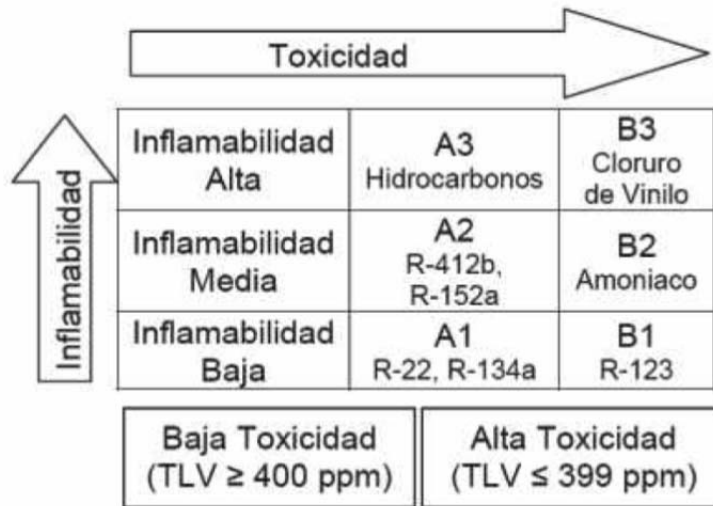 Toxicidad
Inflamabilidad
Inflamabilidad
Alta
A3
Hidrocarbonos
B3
Cloruro
de Vinilo
Inflamabilidad
Media
A2
R-412b,
R-152a
B2
Amoniaco
Inflamabilidad
Baja
A1
R-22, R-134a
B1
R-123
Baja Toxicidad
(TLV ≥ 400 ppm)
Alta Toxicidad
(TLV ≤ 399 ppm)